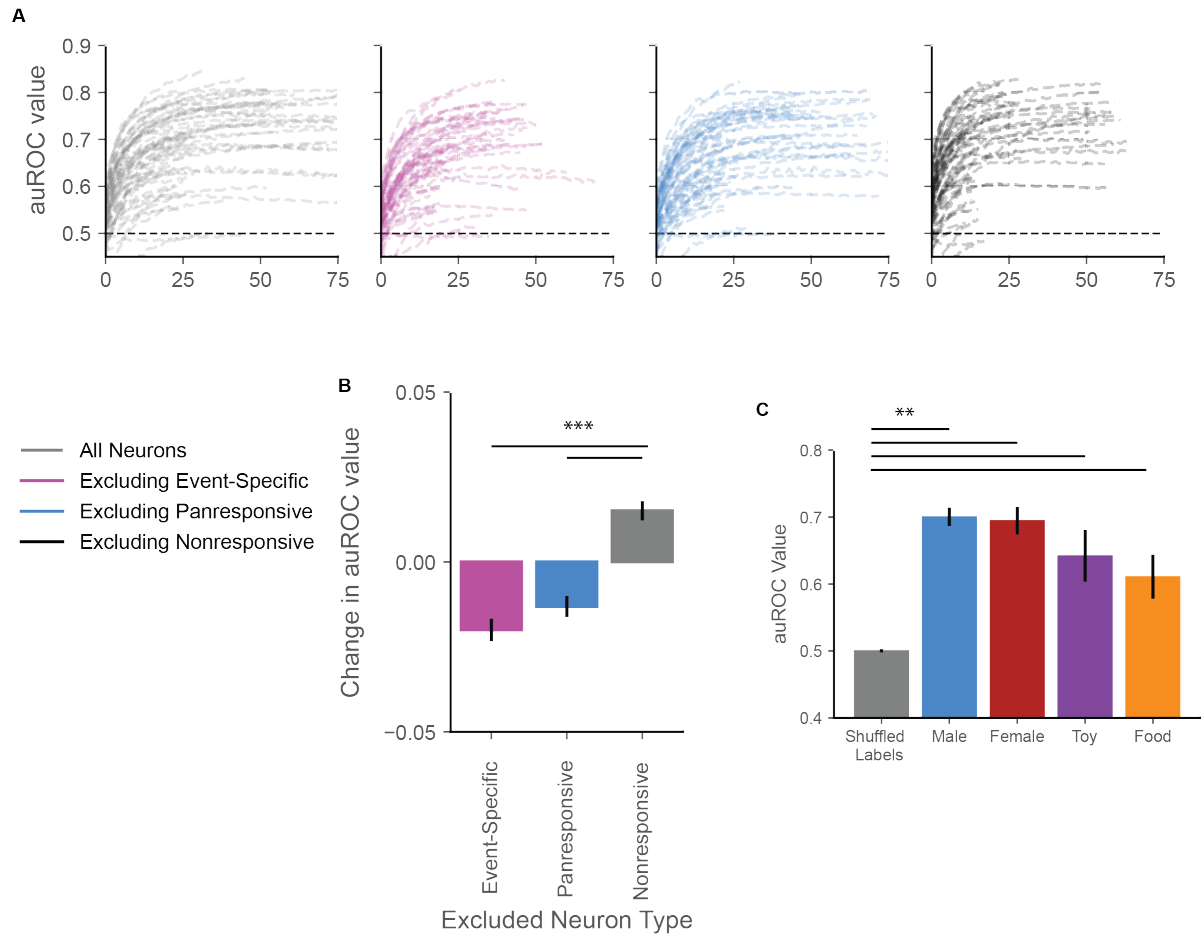 A
auROC value
0.9
0.8
0.7
0.6
0.5
0 25 50 75
0 25 50 75
0 25 50 75
0 25 50 75
All Neurons
Excluding Event-Specific
Excluding Panresponsive
Excluding Nonresponsive
B
Change in auROC value
0.05
0.00
−0.05
***
Event-Specific
Panresponsive
Nonresponsive
Excluded Neuron Type
C
**
auROC Value
0.8
0.7
0.6
0.5
0.4
Shuffled
Labels
Male
Female
Toy
Food